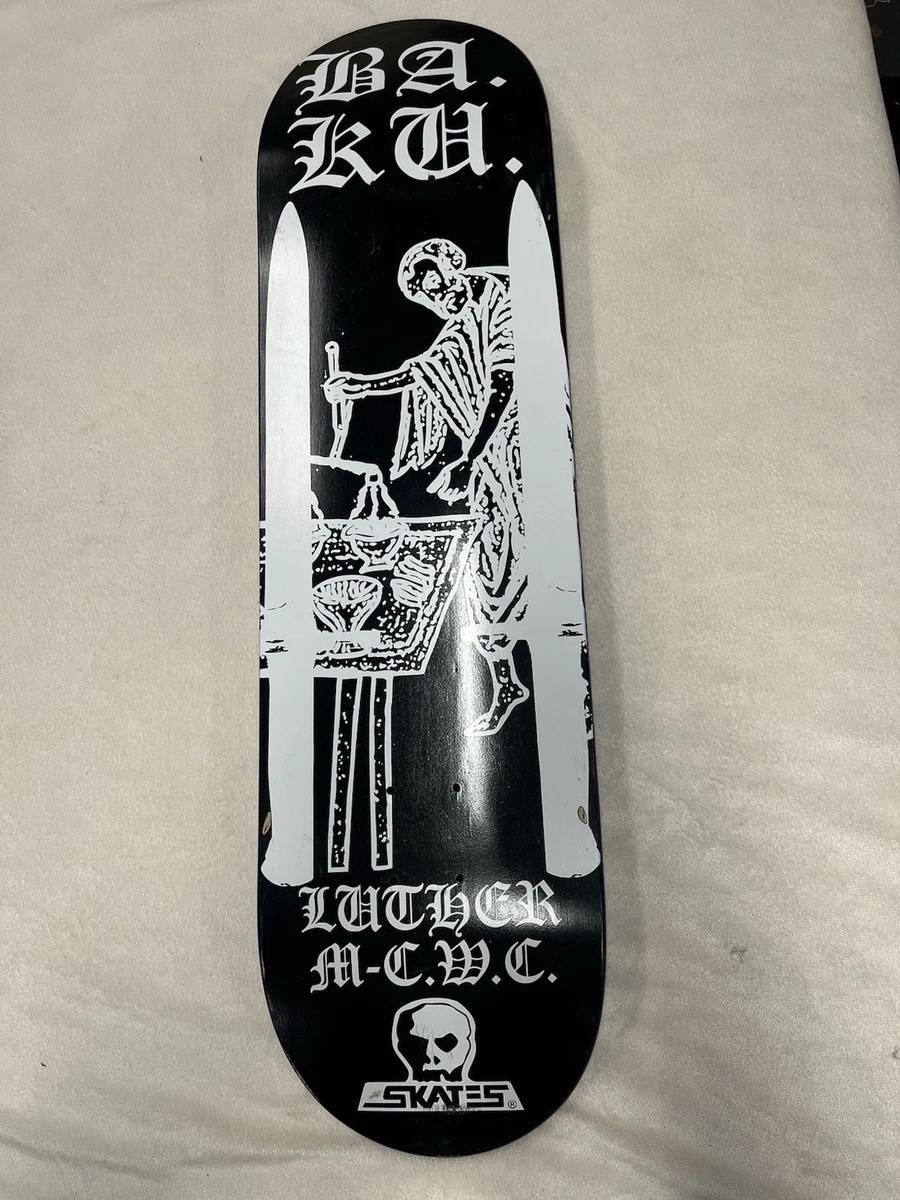 BA.
KU.
LUTHER
M-C.W.C.
SKATES®